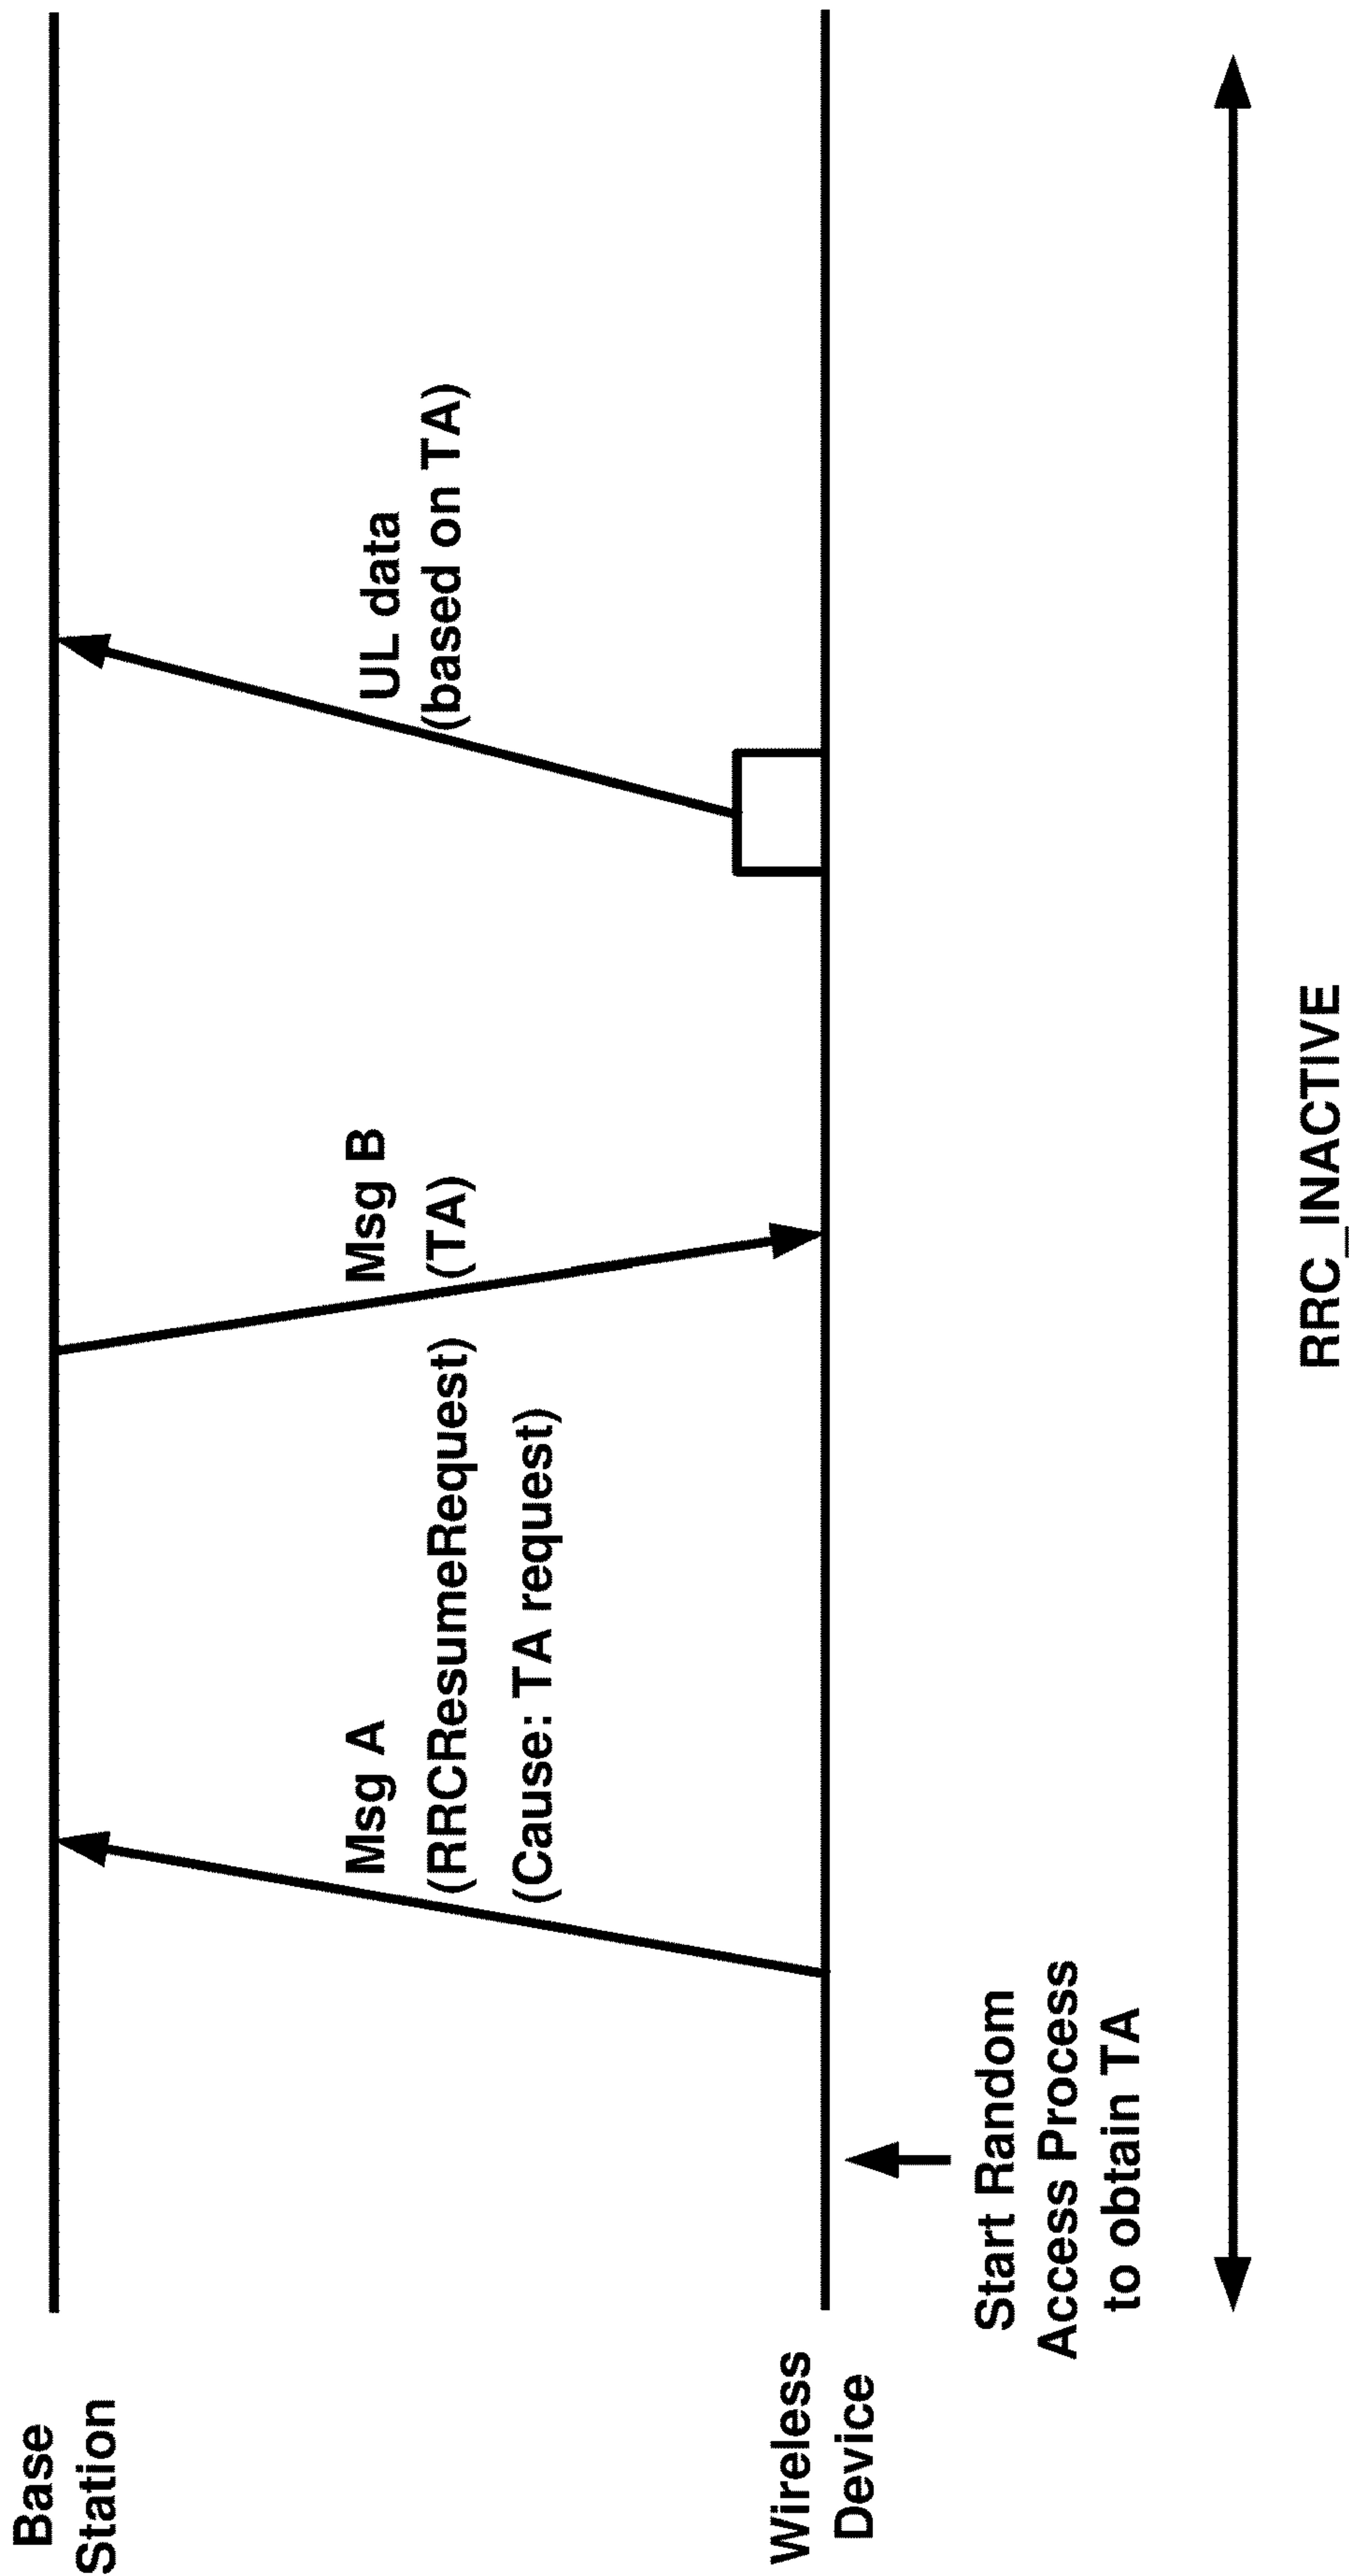 Base
Station
Msg A
(RRCResumeRequest)
(Cause: TA request)
Msg B
(TA)
UL data
(based on TA)
Wireless
Device
Start Random
Access Process
to obtain TA
RRC_INACTIVE